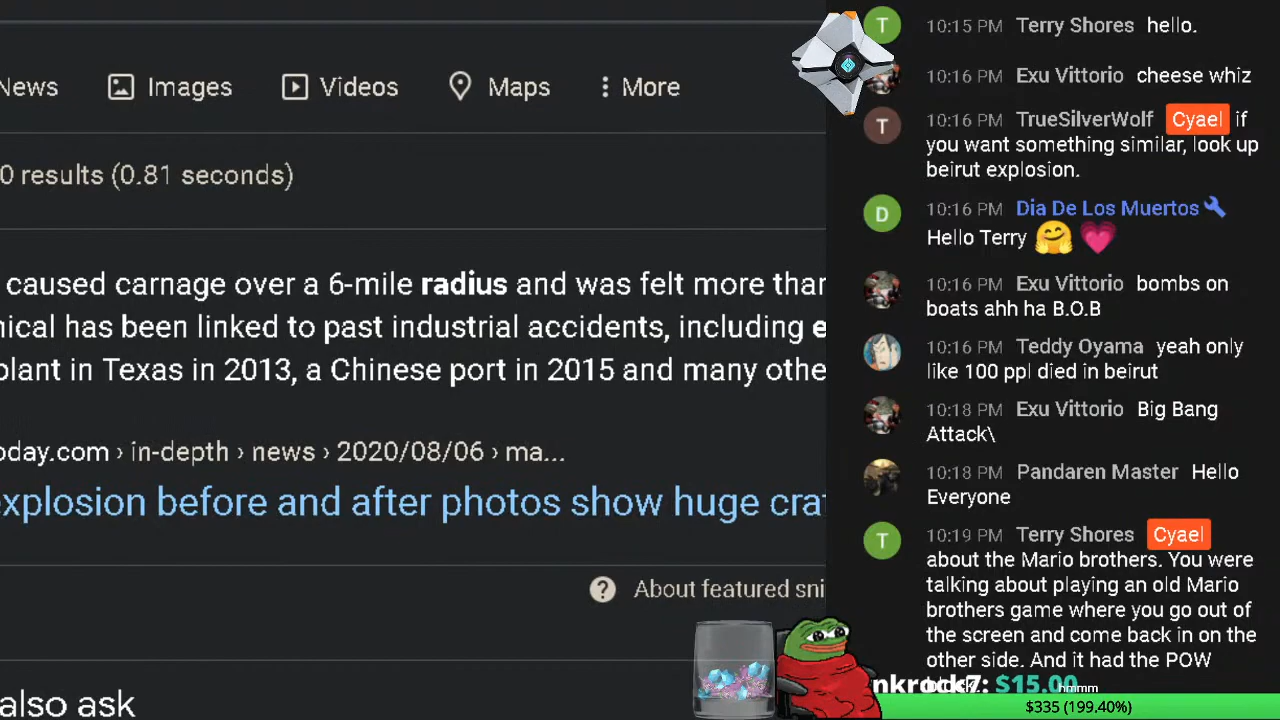 News Images Videos Maps More
0 results (0.81 seconds)
caused carnage over a 6-mile radius and was felt more than
nical has been linked to past industrial accidents, including e
plant in Texas in 2013, a Chinese port in 2015 and many othe
oday.com › in-depth › news › 2020/08/06 › ma...
explosion before and after photos show huge cra
About featured sni
also ask
T 10:15 PM Terry Shores hello.
10:16 PM Exu Vittorio cheese whiz
T 10:16 PM TrueSilverWolf Cyael if
you want something similar, look up
beirut explosion.
D 10:16 PM Dia De Los Muertos
Hello Terry
10:16 PM Exu Vittorio bombs on
boats ahh ha B.O.B
10:16 PM Teddy Oyama yeah only
like 100 ppl died in beirut
10:18 PM Exu Vittorio Big Bang
Attack\
10:18 PM Pandaren Master Hello
Everyone
T 10:19 PM Terry Shores Cyael
about the Mario brothers. You were
talking about playing an old Mario
brothers game where you go out of
the screen and come back in on the
other side. And it had the POW
nkrock7: $15.00
hmmm
$335 (199.40%)